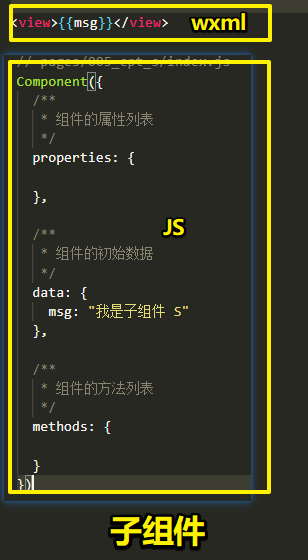 <view>{{msg}}</view> wxml
// pages/005_cpt_s/index.js
Component({
/**
* 组件的属性列表
*/
properties: {
},
JS
/**
* 组件的初始数据
*/
data: {
msg: "我是子组件 S"
},
/**
* 组件的方法列表
*/
methods: {
}
})
子组件